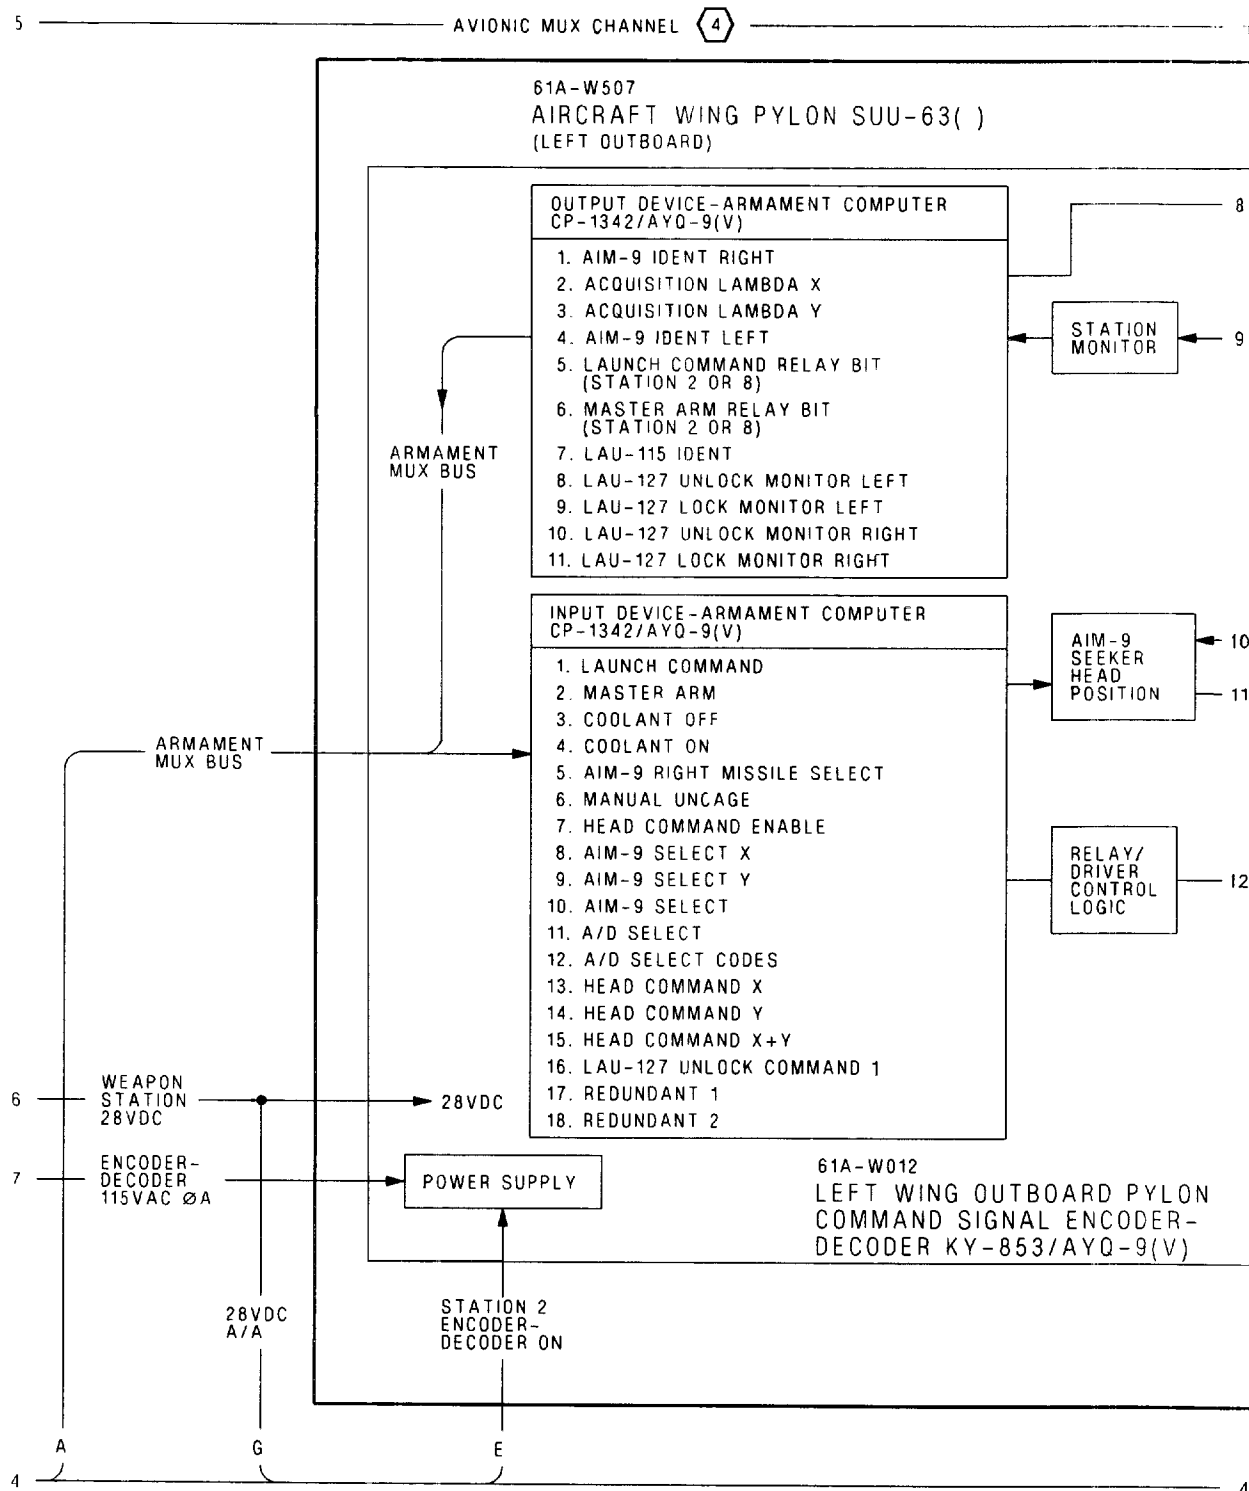 5
AVIONIC MUX CHANNEL 4
61A-W507
AIRCRAFT WING PYLON SUU-63( )
(LEFT OUTBOARD)
OUTPUT DEVICE-ARMAMENT COMPUTER
CP-1342/AYQ-9(V)
1. AIM-9 IDENT RIGHT
2. ACQUISITION LAMBDA X
3. ACQUISITION LAMBDA Y
4. AIM-9 IDENT LEFT
5. LAUNCH COMMAND RELAY BIT
(STATION 2 OR 8)
6. MASTER ARM RELAY BIT
(STATION 2 OR 8)
7. LAU-115 IDENT
8. LAU-127 UNLOCK MONITOR LEFT
9. LAU-127 LOCK MONITOR LEFT
10. LAU-127 UNLOCK MONITOR RIGHT
11. LAU-127 LOCK MONITOR RIGHT
8
STATION
MONITOR
9
ARMAMENT
MUX BUS
INPUT DEVICE-ARMAMENT COMPUTER
CP-1342/AYQ-9(V)
1. LAUNCH COMMAND
2. MASTER ARM
3. COOLANT OFF
4. COOLANT ON
5. AIM-9 RIGHT MISSILE SELECT
6. MANUAL UNCAGE
7. HEAD COMMAND ENABLE
8. AIM-9 SELECT X
9. AIM-9 SELECT Y
10. AIM-9 SELECT
11. A/D SELECT
12. A/D SELECT CODES
13. HEAD COMMAND X
14. HEAD COMMAND Y
15. HEAD COMMAND X+Y
16. LAU-127 UNLOCK COMMAND 1
17. REDUNDANT 1
18. REDUNDANT 2
AIM-9
SEEKER
HEAD
POSITION
10
11
ARMAMENT
MUX BUS
RELAY/
DRIVER
CONTROL
LOGIC
12
6
WEAPON
STATION
28VDC
28VDC
7
ENCODER-
DECODER
115VAC ØA
POWER SUPPLY
61A-W012
LEFT WING OUTBOARD PYLON
COMMAND SIGNAL ENCODER-
DECODER KY-853/AYQ-9(V)
28VDC
A/A
STATION 2
ENCODER-
DECODER ON
A
G
E
4
4